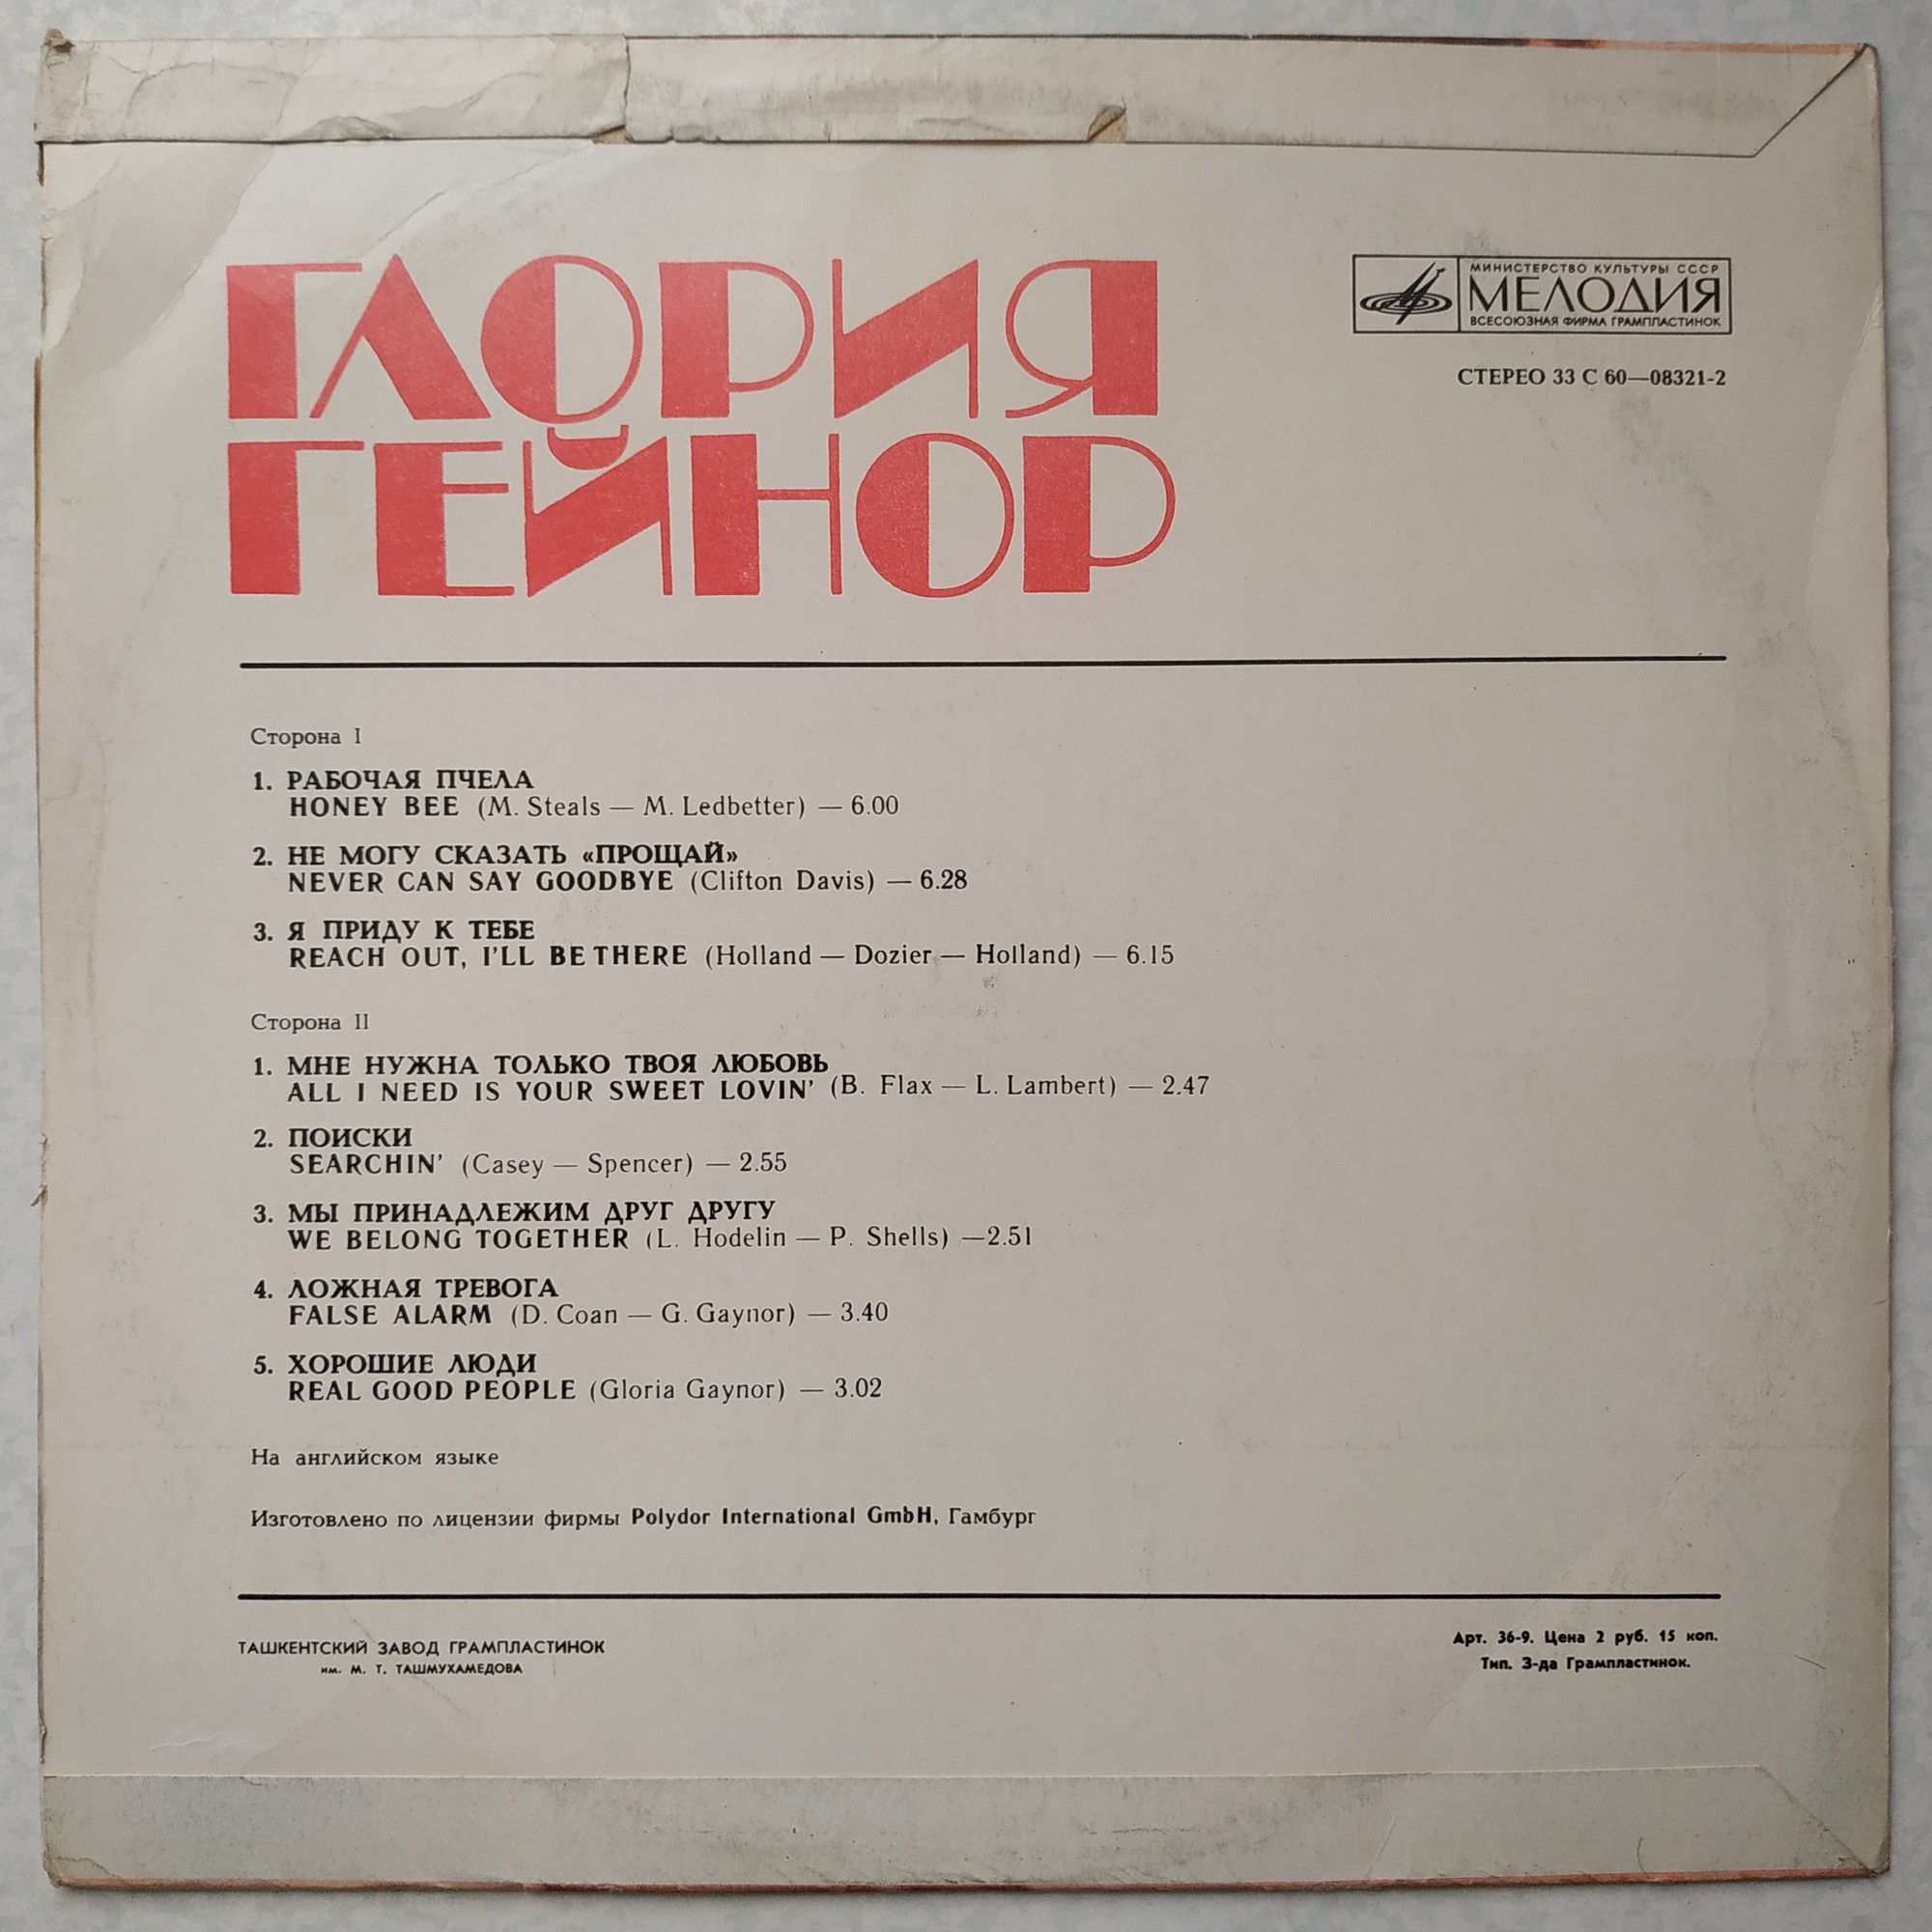 ГЛОРИЯ
ГЕЙНОР
МИНИСТЕРСТВО КУЛЬТУРЫ СССР
МЕЛОДИЯ
ВСЕСОЮЗНАЯ ФИРМА ГРАМПЛАСТИНОК
СТЕРЕО 33 С 60—08321-2
Сторона I
1. РАБОЧАЯ ПЧЕЛА
HONEY BEE (M. Steals — M. Ledbetter) — 6.00
2. НЕ МОГУ СКАЗАТЬ «ПРОЩАЙ»
NEVER CAN SAY GOODBYE (Clifton Davis) — 6.28
3. Я ПРИДУ К ТЕБЕ
REACH OUT, I'LL BE THERE (Holland — Dozier — Holland) — 6.15
Сторона II
1. МНЕ НУЖНА ТОЛЬКО ТВОЯ ЛЮБОВЬ
ALL I NEED IS YOUR SWEET LOVIN' (B. Flax — L. Lambert) — 2.47
2. ПОИСКИ
SEARCHIN' (Casey — Spencer) — 2.55
3. МЫ ПРИНАДЛЕЖИМ ДРУГ ДРУГУ
WE BELONG TOGETHER (L. Hodelin — P. Shells) —2.51
4. ЛОЖНАЯ ТРЕВОГА
FALSE ALARM (D. Coan — G. Gaynor) — 3.40
5. ХОРОШИЕ ЛЮДИ
REAL GOOD PEOPLE (Gloria Gaynor) — 3.02
На английском языке
Изготовлено по лицензии фирмы Polydor International GmbH, Гамбург
ТАШКЕНТСКИЙ ЗАВОД ГРАМПЛАСТИНОК
им. М. Т. ТАШМУХАМЕДОВА
Арт. 36-9. Цена 2 руб. 15 коп.
Тип. З-да Грампластинок.